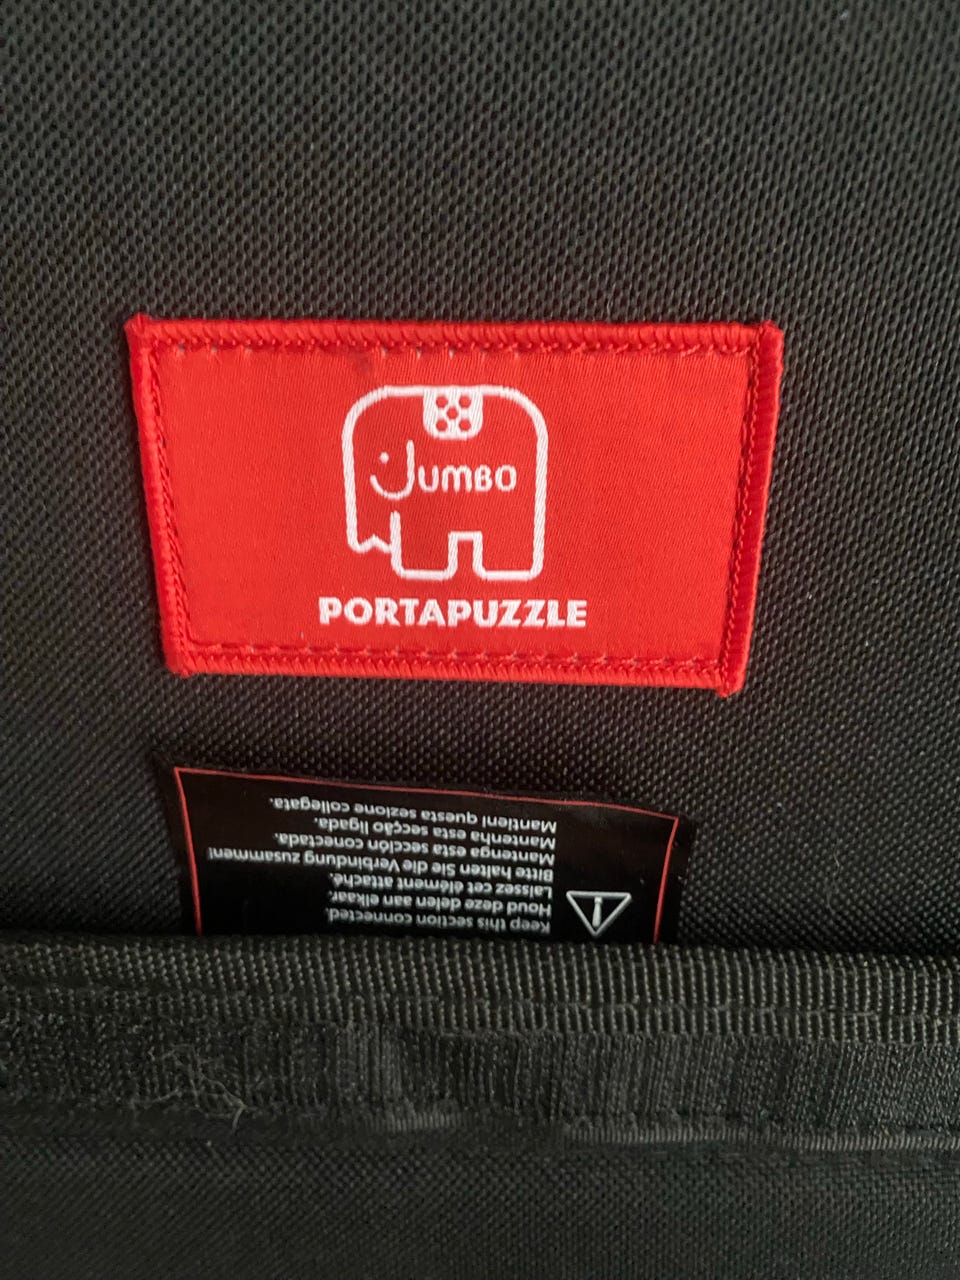 Jumbo
PORTAPUZZLE
Keep this section connected.
Houd deze delen aan elkaar.
Laissez cet élément attaché.
Bitte halten Sie die Verbindung zusammen!
Mantenga esta sección conectada.
Mantenha esta secção ligada.
Mantieni questa sezione collegata.